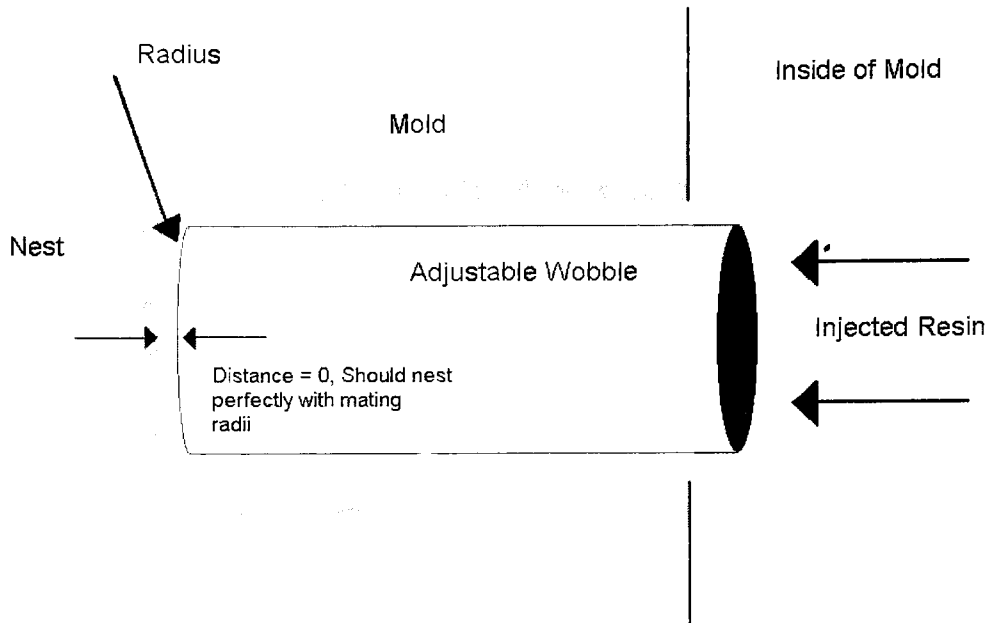 Radius
Inside of Mold
Mold
Nest
Adjustable Wobble
Injected Resin
Distance = 0, Should nest
perfectly with mating
radii